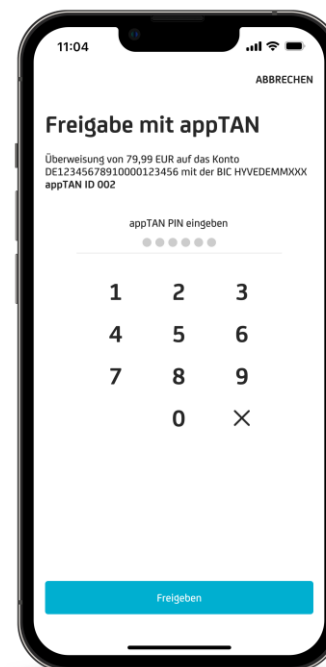 11:04
ABBRECHEN
Freigabe mit appTAN
Überweisung von 79,99 EUR auf das Konto
DE12345678910000123456 mit der BIC HYVEDEMMXXX
appTAN ID 002
appTAN PIN eingeben
1 2 3
4 5 6
7 8 9
0
Freigeben